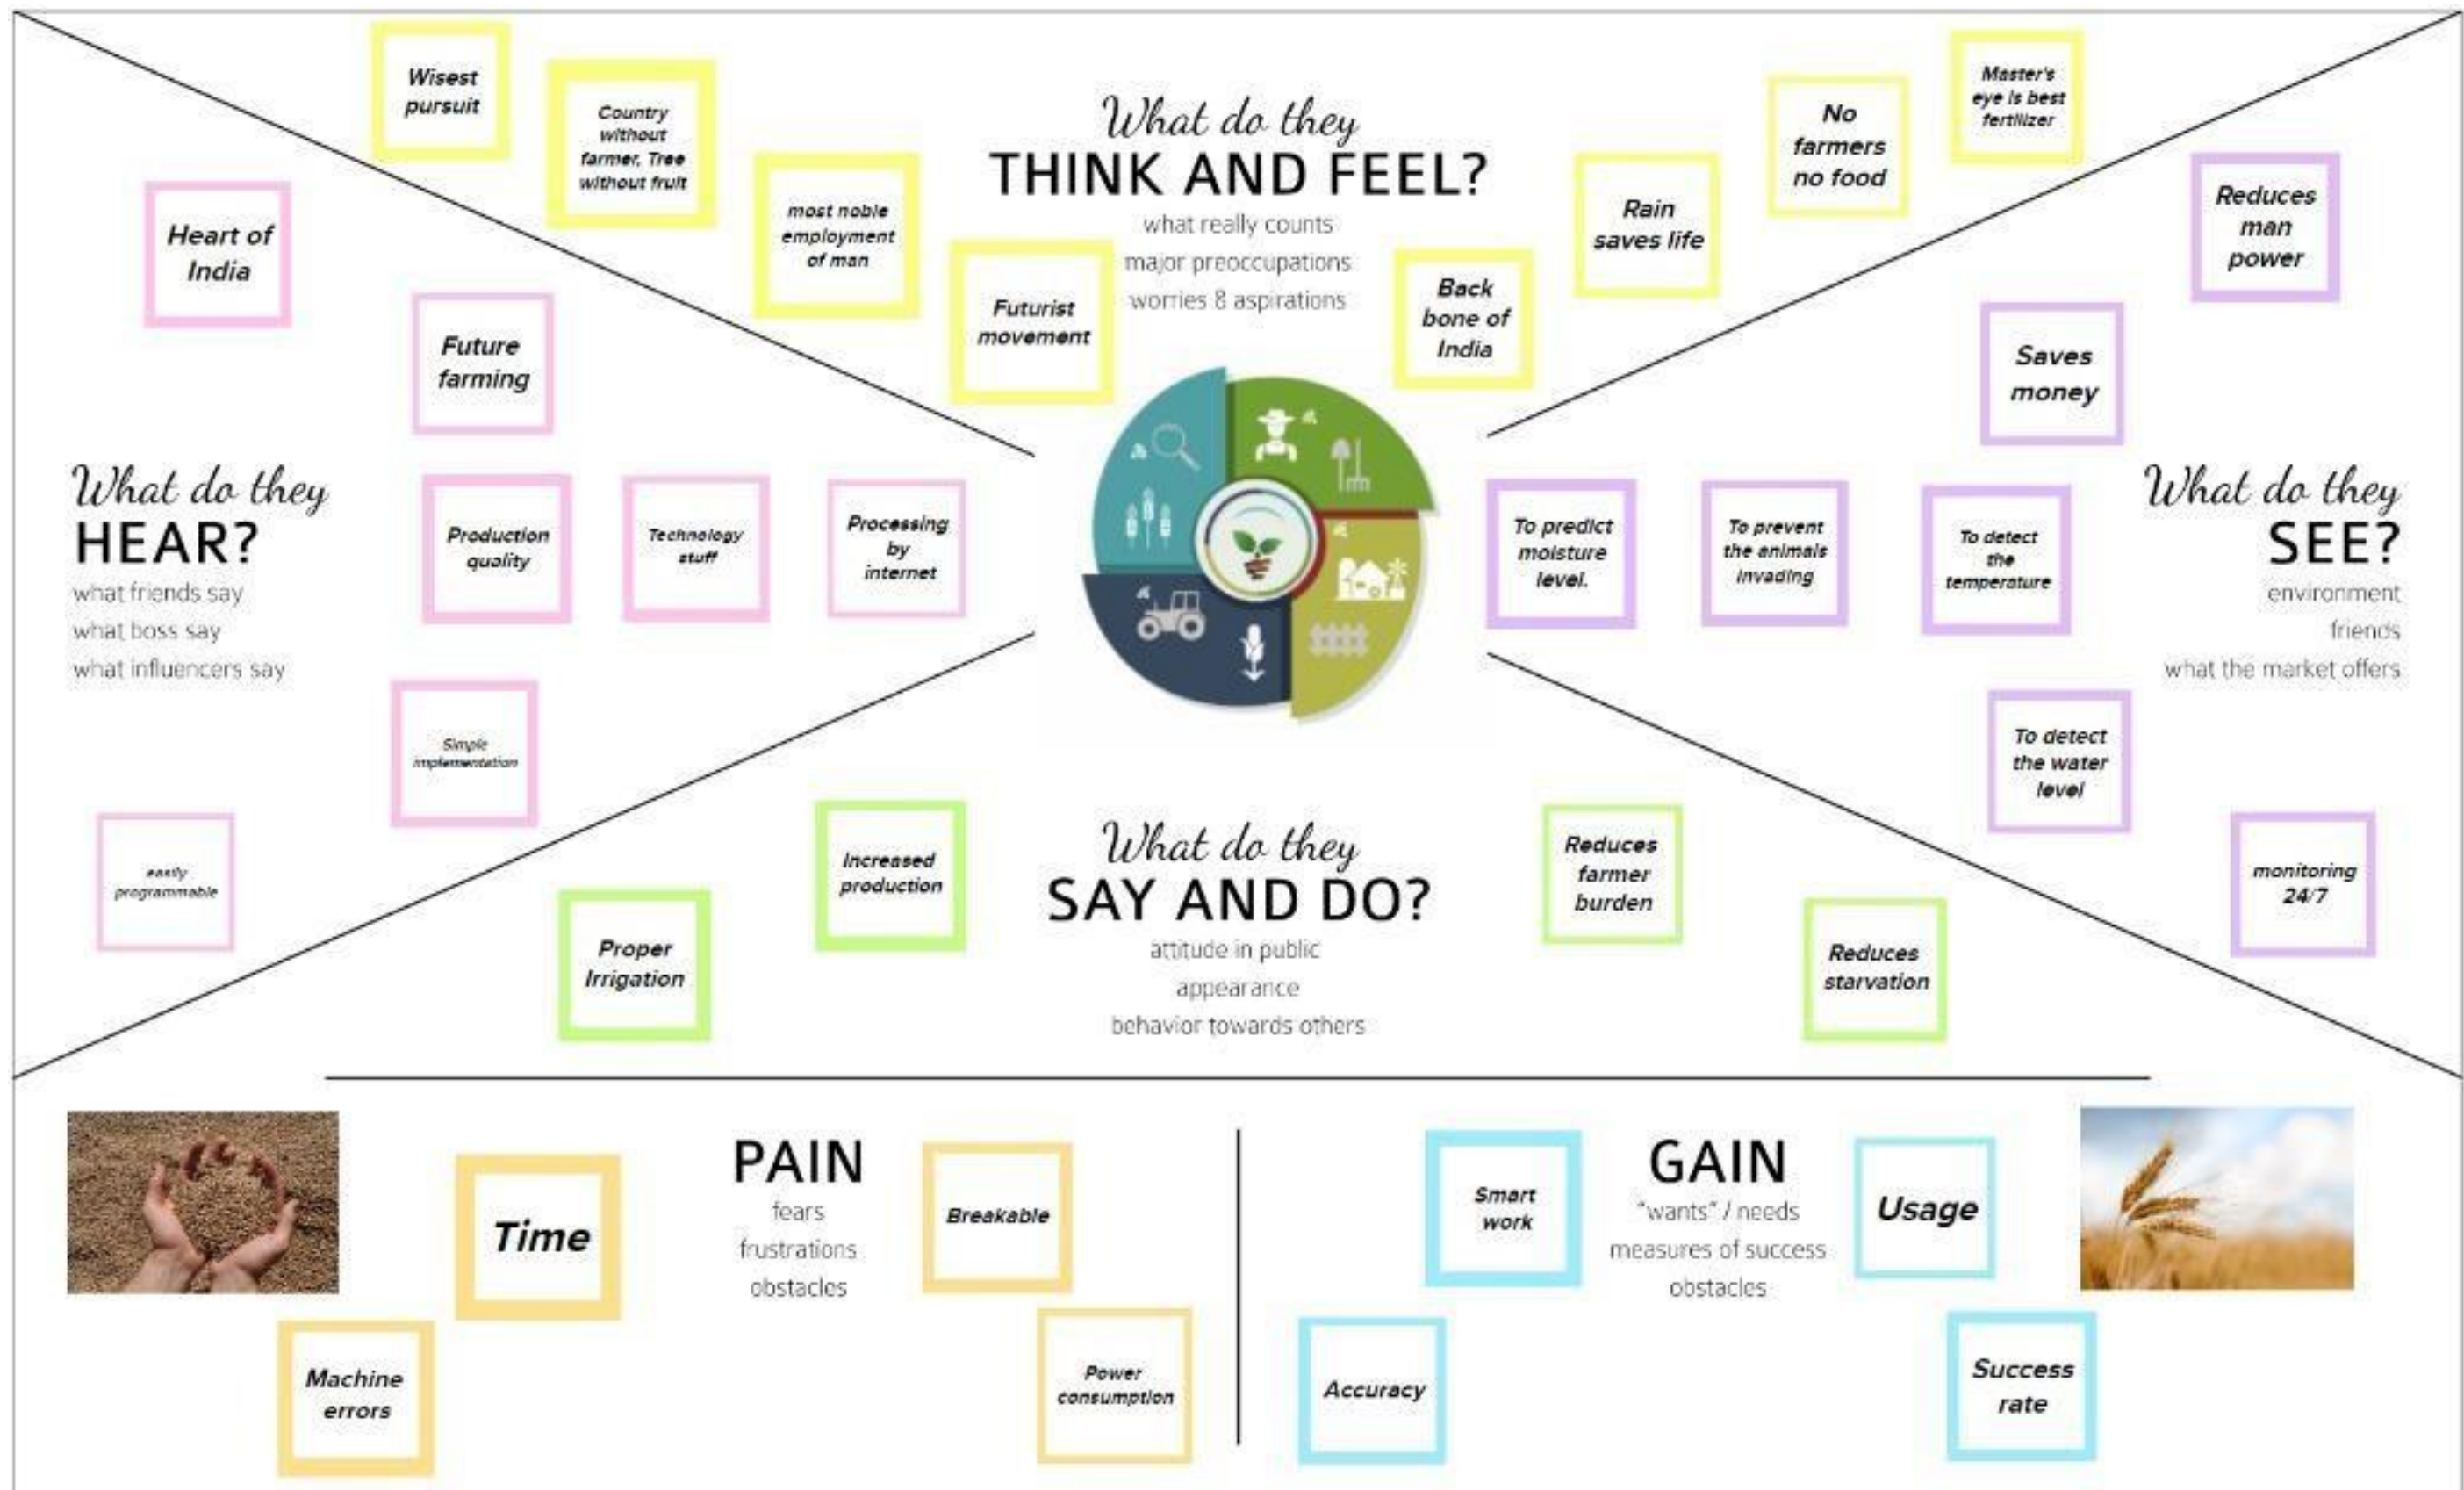 Wisest
pursuit
Country
without
farmer, Tree
without fruit
most noble
employment
of man
Futurist
movement
What do they
THINK AND FEEL?
what really counts
major preoccupations
worries & aspirations
Back
bone of
India
Rain
saves life
No
farmers
no food
Master's
eye is best
fertilizer
Heart of
India
Future
farming
What do they
HEAR?
what friends say
what boss say
what influencers say
Production
quality
Technology
stuff
Processing
by
internet
Simple
implementation
easily
programmable
Reduces
man
power
Saves
money
To predict
moisture
level.
To prevent
the animals
invading
To detect
the
temperature
What do they
SEE?
environment
friends
what the market offers
To detect
the water
level
monitoring
24/7
Proper
Irrigation
Increased
production
What do they
SAY AND DO?
attitude in public
appearance
behavior towards others
Reduces
farmer
burden
Reduces
starvation
Time
Machine
errors
PAIN
fears
frustrations
obstacles
Breakable
Power
consumption
Smart
work
Accuracy
GAIN
"wants" / needs
measures of success
obstacles
Usage
Success
rate